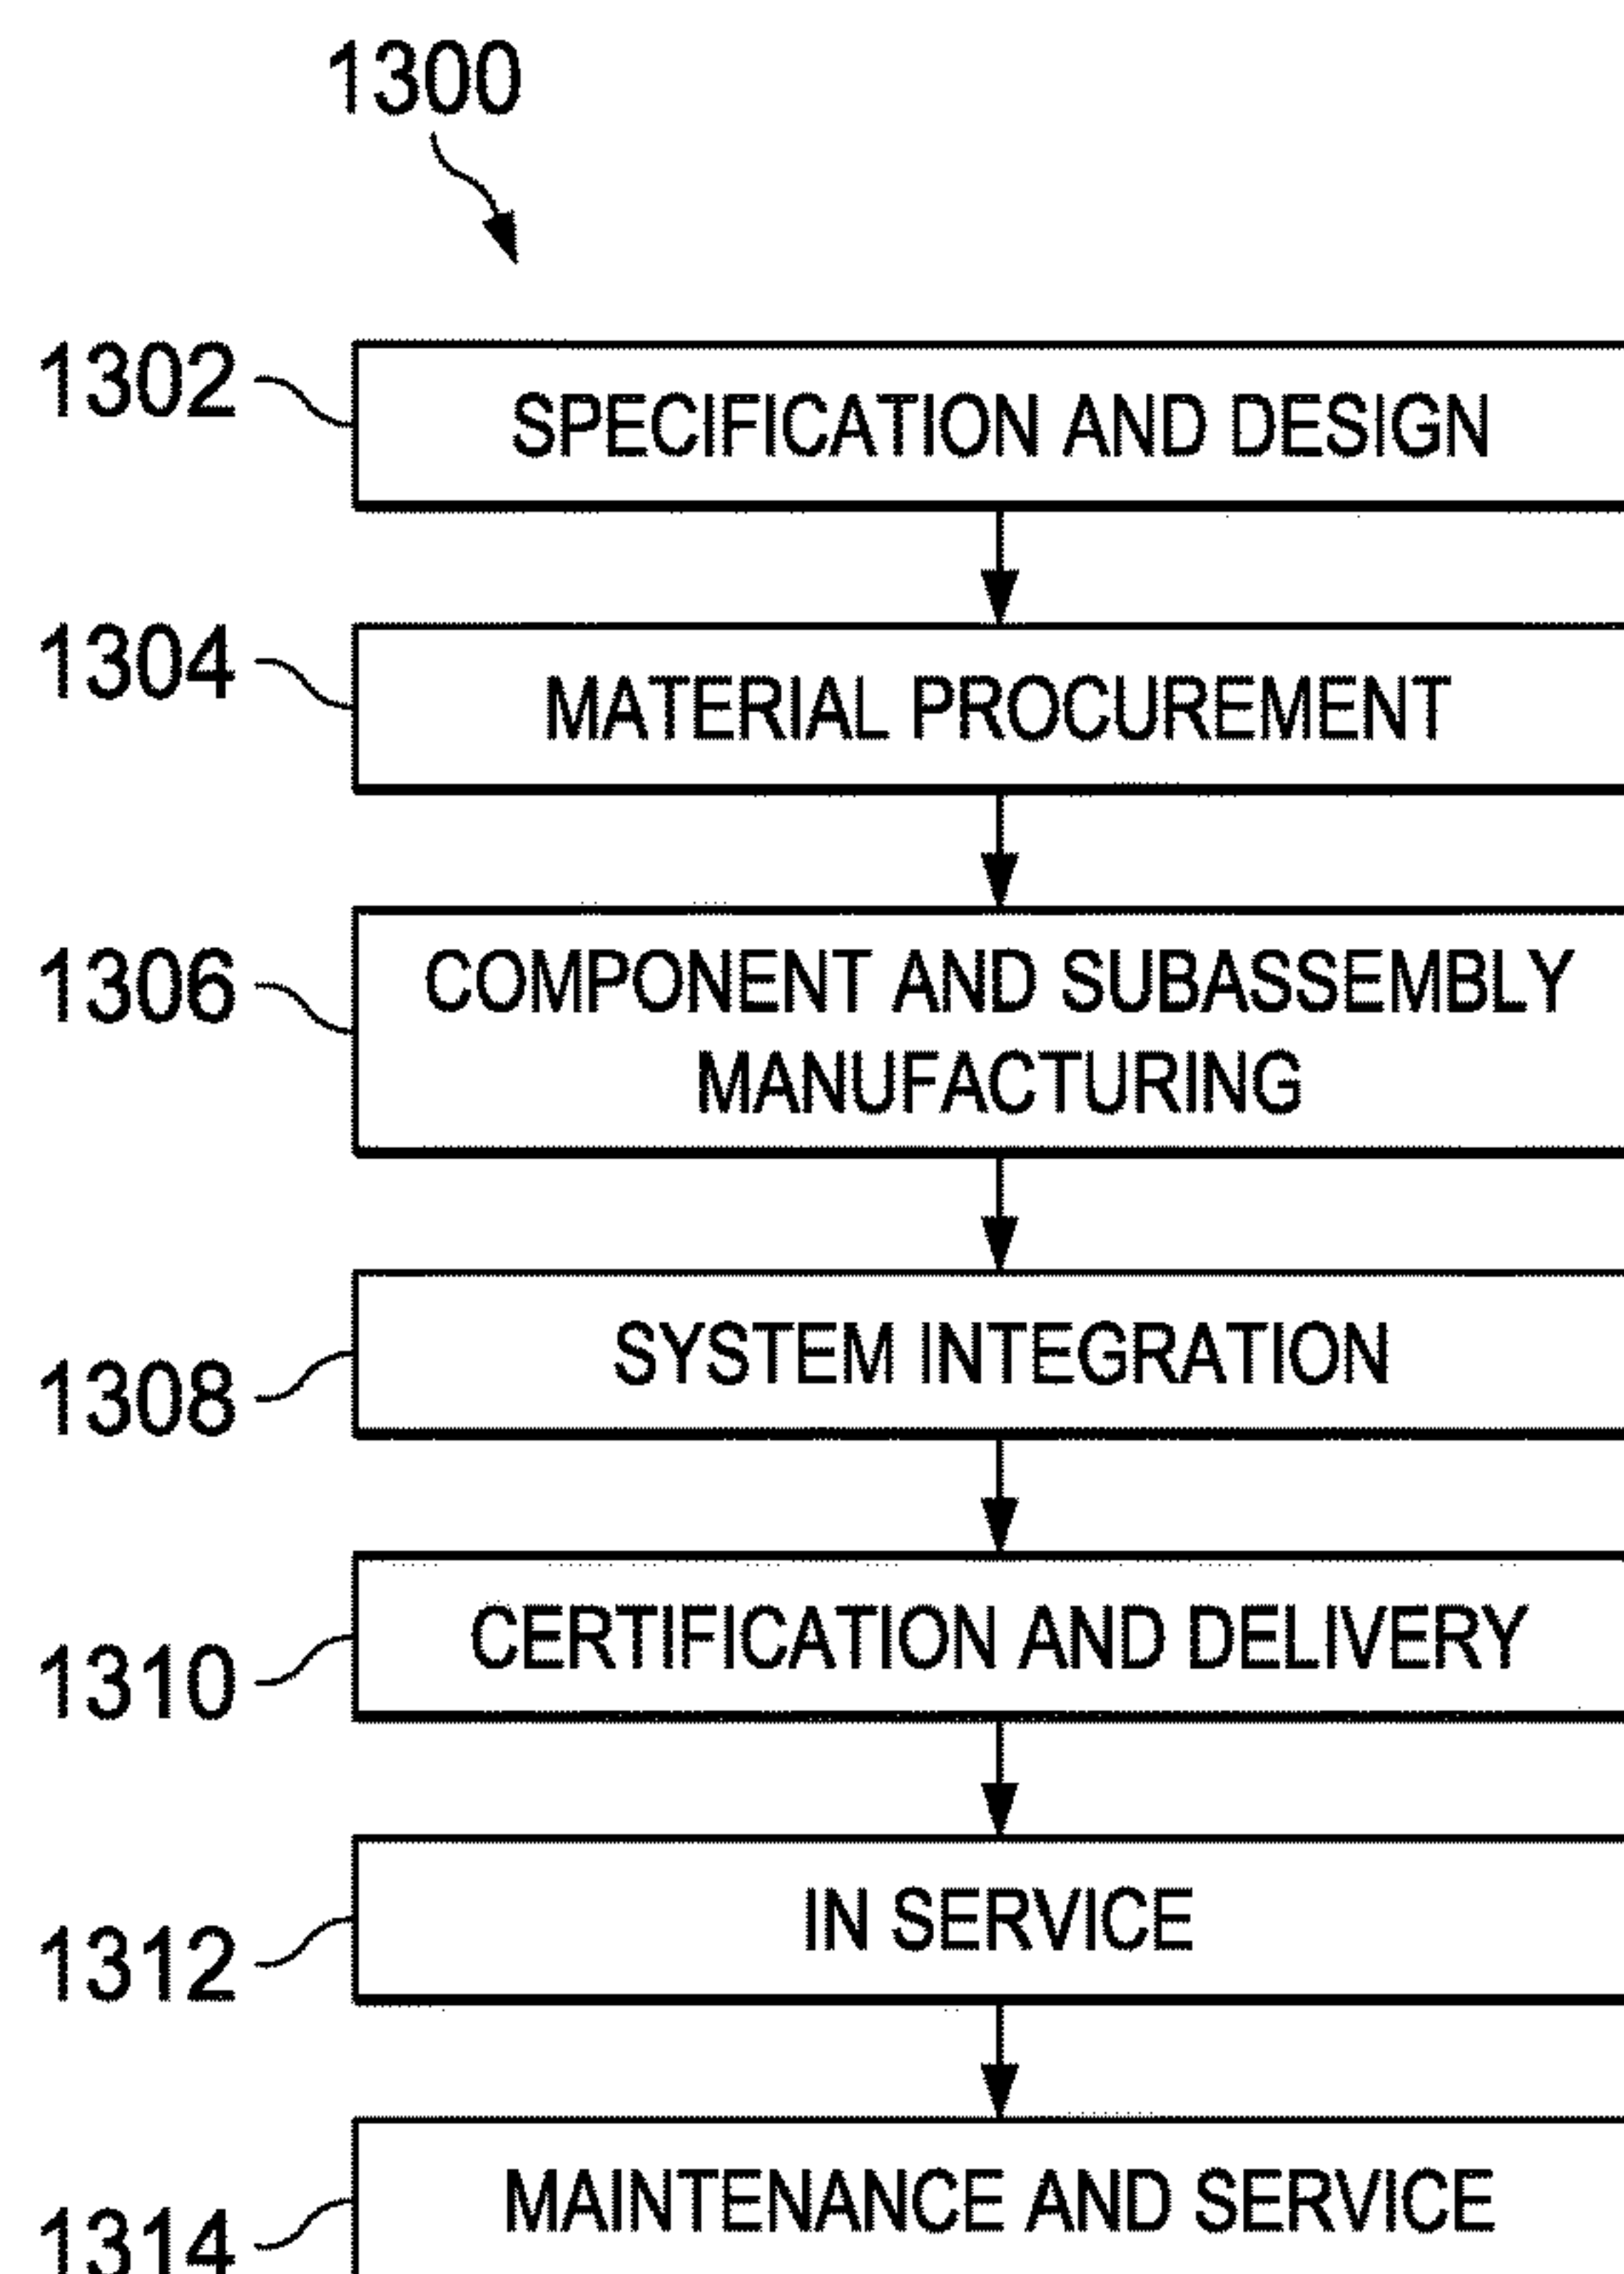 1300
1302
SPECIFICATION AND DESIGN
1304
MATERIAL PROCUREMENT
1306
COMPONENT AND SUBASSEMBLY
MANUFACTURING
1308
SYSTEM INTEGRATION
1310
CERTIFICATION AND DELIVERY
1312
IN SERVICE
1314
MAINTENANCE AND SERVICE